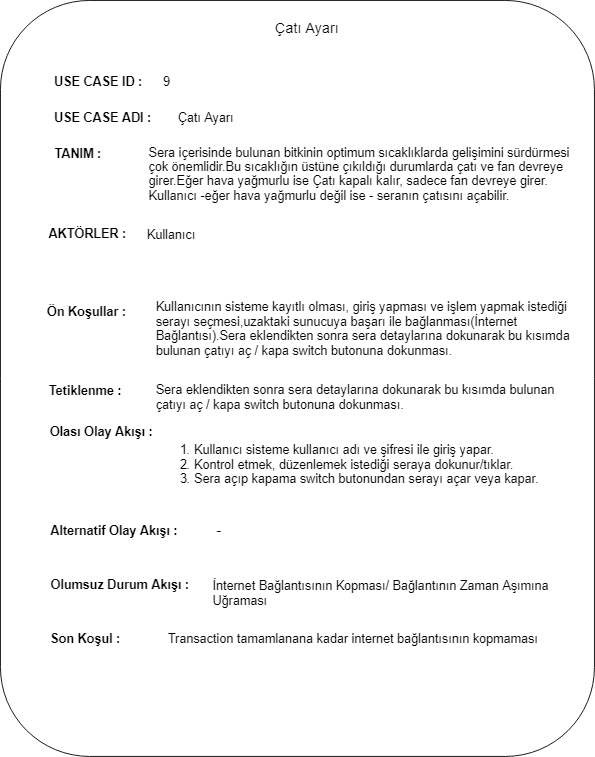 Çatı Ayarı
USE CASE ID : 9
USE CASE ADI : Çatı Ayarı
TANIM : Sera içerisinde bulunan bitkinin optimum sıcaklıklarda gelişimini sürdürmesi
çok önemlidir.Bu sıcaklığın üstüne çıkıldığı durumlarda çatı ve fan devreye
girer.Eğer hava yağmurlu ise Çatı kapalı kalır, sadece fan devreye girer.
Kullanıcı -eğer hava yağmurlu değil ise - seranın çatısını açabilir.
AKTÖRLER : Kullanıcı
Ön Koşullar : Kullanıcının sisteme kayıtlı olması, giriş yapması ve işlem yapmak istediği
serayı seçmesi,uzaktaki sunucuya başarı ile bağlanması(İnternet
Bağlantısı).Sera eklendikten sonra sera detaylarına dokunarak bu kısımda
bulunan çatıyı aç / kapa switch butonuna dokunması.
Tetiklenme : Sera eklendikten sonra sera detaylarına dokunarak bu kısımda bulunan
çatıyı aç / kapa switch butonuna dokunması.
Olası Olay Akışı :
1. Kullanıcı sisteme kullanıcı adı ve şifresi ile giriş yapar.
2. Kontrol etmek, düzenlemek istediği seraya dokunur/tıklar.
3. Sera açıp kapama switch butonundan serayı açar veya kapar.
Alternatif Olay Akışı : -
Olumsuz Durum Akışı : İnternet Bağlantısının Kopması/ Bağlantının Zaman Aşımına
Uğraması
Son Koşul : Transaction tamamlanana kadar internet bağlantısının kopmaması